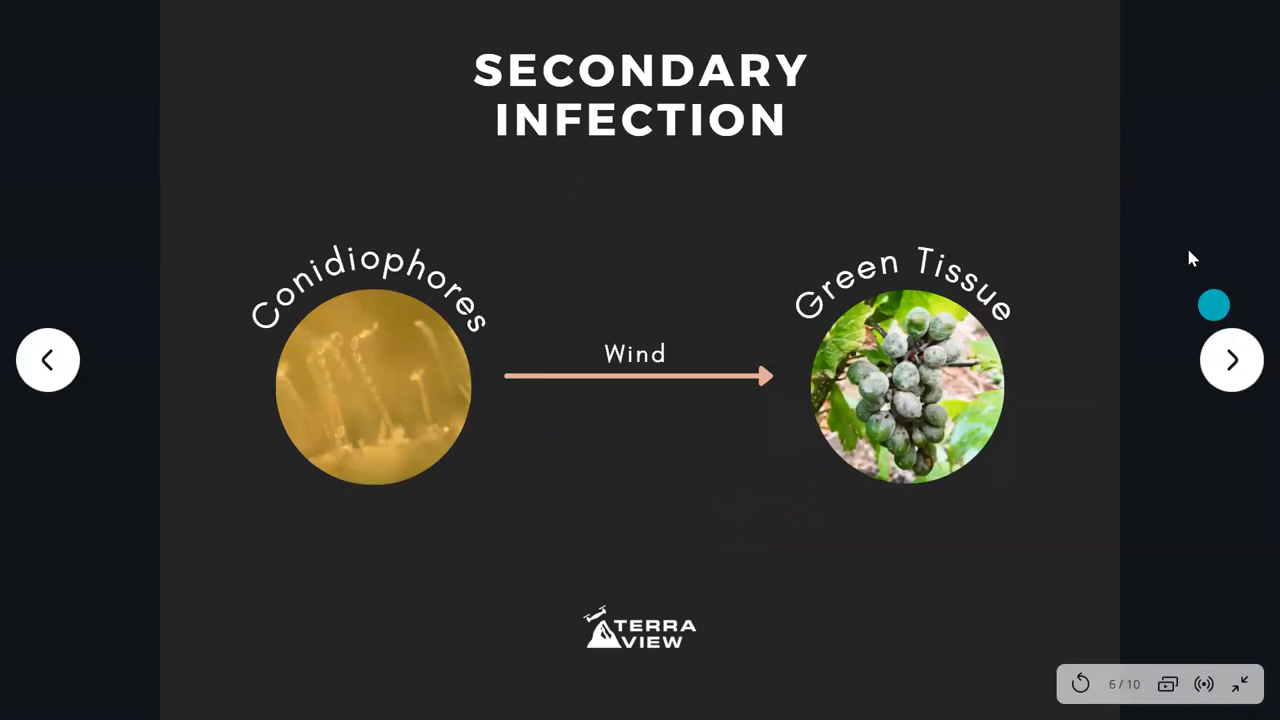 SECONDARY
INFECTION
Conidiophores
Green Tissue
Wind
TERRA
VIEW
6 / 10